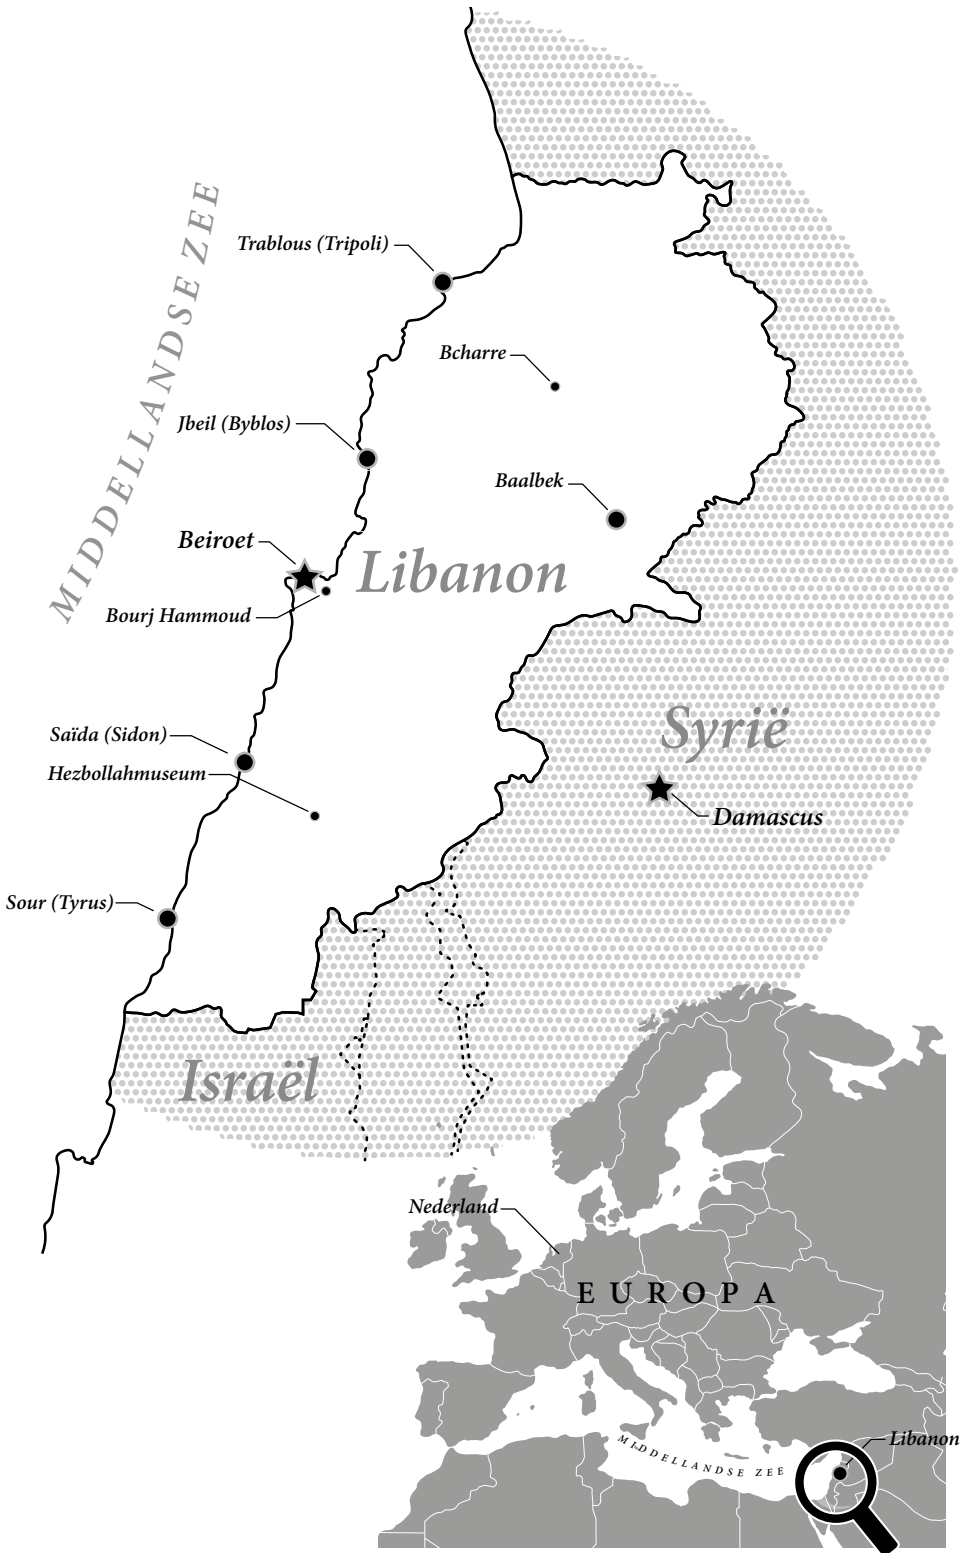 MIDDELLANDSE ZEE
Trablous (Tripoli)
Bcharre
Jbeil (Byblos)
Baalbek
Beiroet
Libanon
Bourj Hammoud
Syrië
Saïda (Sidon)
Hezbollahmuseum
Damascus
Sour (Tyrus)
Israël
Nederland
EUROPA
MIDDELLANDSE ZEE
Libanon